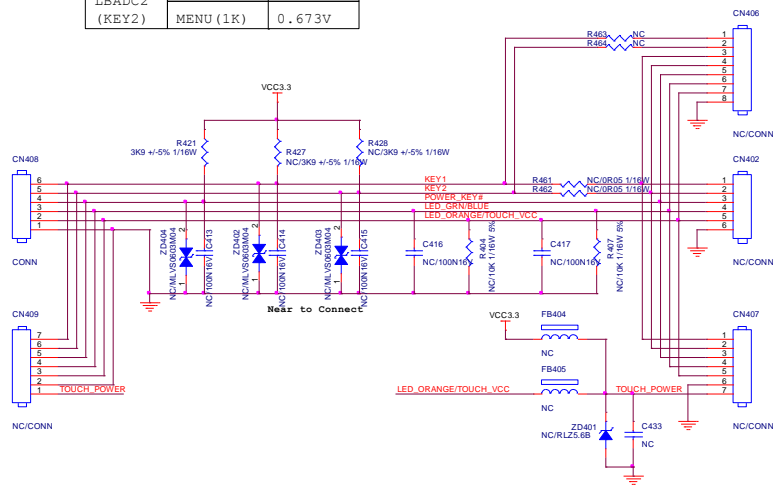 LBADC2
(KEY2)
MENU(1K)
0.673V
CN406
R463
NC
R464
NC
1
2
3
4
5
6
7
8
NC/CONN
VCC3.3
R421
3K9 +/-5% 1/16W
R427
NC/3K9 +/-5% 1/16W
R428
NC/3K9 +/-5% 1/16W
CN408
6
5
4
3
2
1
CONN
KEY1
KEY2
POWER_KEY#
LED_GRN/BLUE
LED_ORANGE/TOUCH_VCC
R461
NC/0R05 1/16W
R462
NC/0R05 1/16W
CN402
1
2
3
4
5
6
NC/CONN
ZD404
NC/MLVS0603M04
2
1
C413
NC/100N16V
ZD402
NC/MLVS0603M04
2
1
C414
NC/100N16V
ZD403
NC/MLVS0603M04
2
1
C415
NC/100N16V
C416
NC/100N16V
R404
NC/10K 1/16W 5%
C417
NC/100N16V
R407
NC/10K 1/16W 5%
Near to Connect
CN409
7
6
5
4
3
2
1
TOUCH_POWER
NC/CONN
VCC3.3
FB404
NC
LED_ORANGE/TOUCH_VCC
FB405
NC
TOUCH_POWER
ZD401
NC/RLZ5.6B
C433
NC
CN407
1
2
3
4
5
6
7
NC/CONN